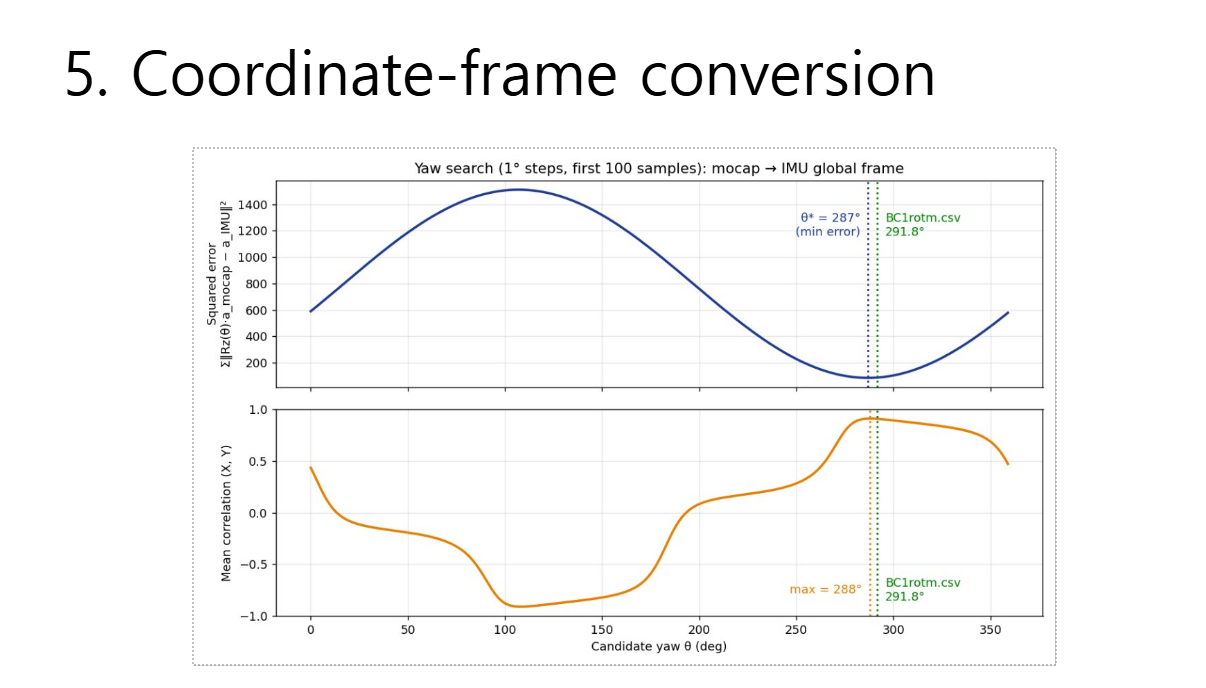 5. Coordinate-frame conversion
Yaw search (1° steps, first 100 samples): mocap → IMU global frame
Squared error
Σ‖Rz(θ)·a_mocap − a_IMU‖²
1400
1200
1000
800
600
400
200
θ* = 287°
(min error)
BC1rotm.csv
291.8°
Mean correlation (X, Y)
1.0
0.5
0.0
−0.5
−1.0
max = 288°
BC1rotm.csv
291.8°
0 50 100 150 200 250 300 350
Candidate yaw θ (deg)